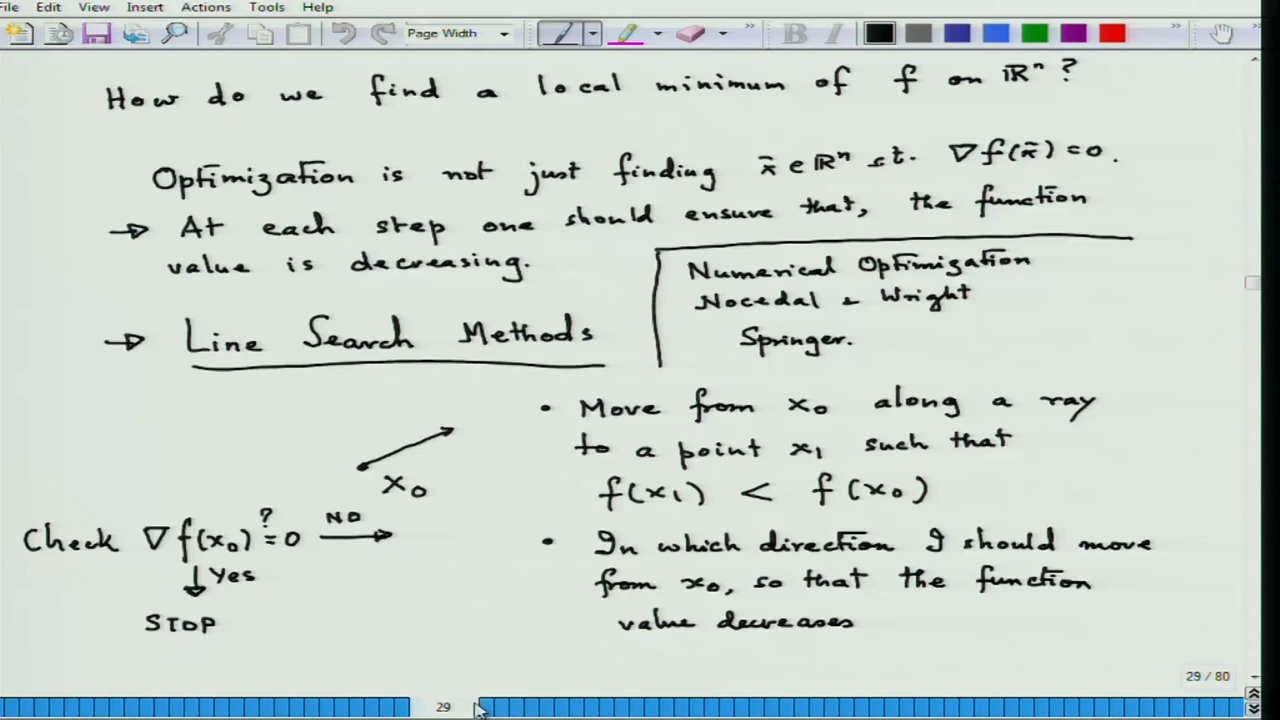 File Edit View Insert Actions Tools Help
Page Width
How do we find a local minimum of f on ℝⁿ ?
Optimization is not just finding x̄ ∈ ℝⁿ st. ∇f(x̄) = 0.
→ At each step one should ensure that, the function
value is decreasing.
Numerical Optimization
Nocedal & Wright
Springer.
→ Line Search Methods
• Move from x₀ along a ray
to a point x₁ such that
f(x₁) < f(x₀)
x₀
Check ∇f(x₀) ?= 0 NO →
↓ Yes
STOP
• In which direction I should move
from x₀, so that the function
value decreases
29 / 80
29